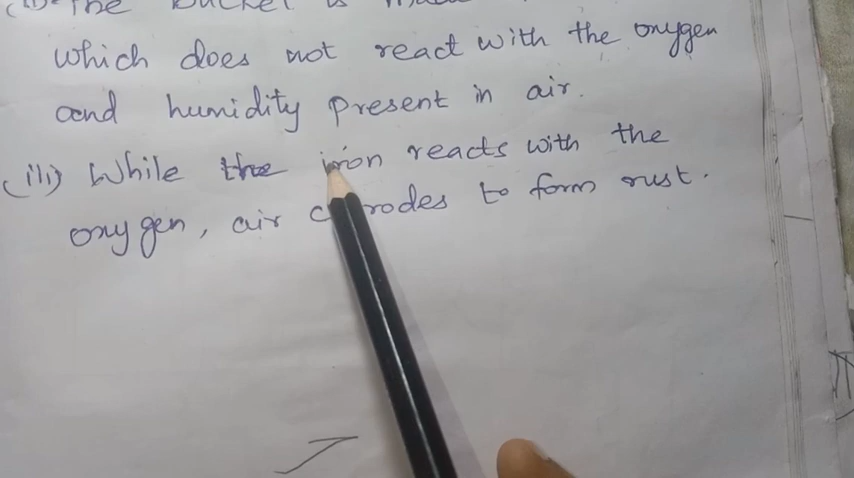 which does not react with the oxygen
and humidity present in air.
(iii) While the iron reacts with the
oxygen, air to form rust.